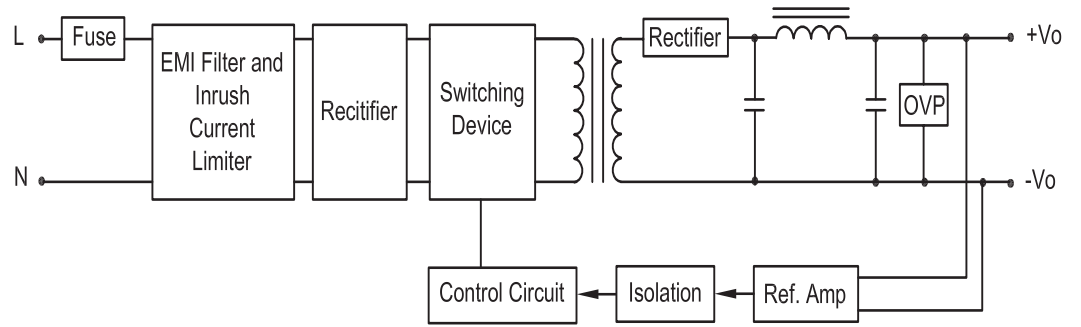 L
Fuse
EMI Filter and
Inrush
Current
Limiter
Recitifier
Switching
Device
Rectifier
OVP
+Vo
N
-Vo
Control Circuit
Isolation
Ref. Amp